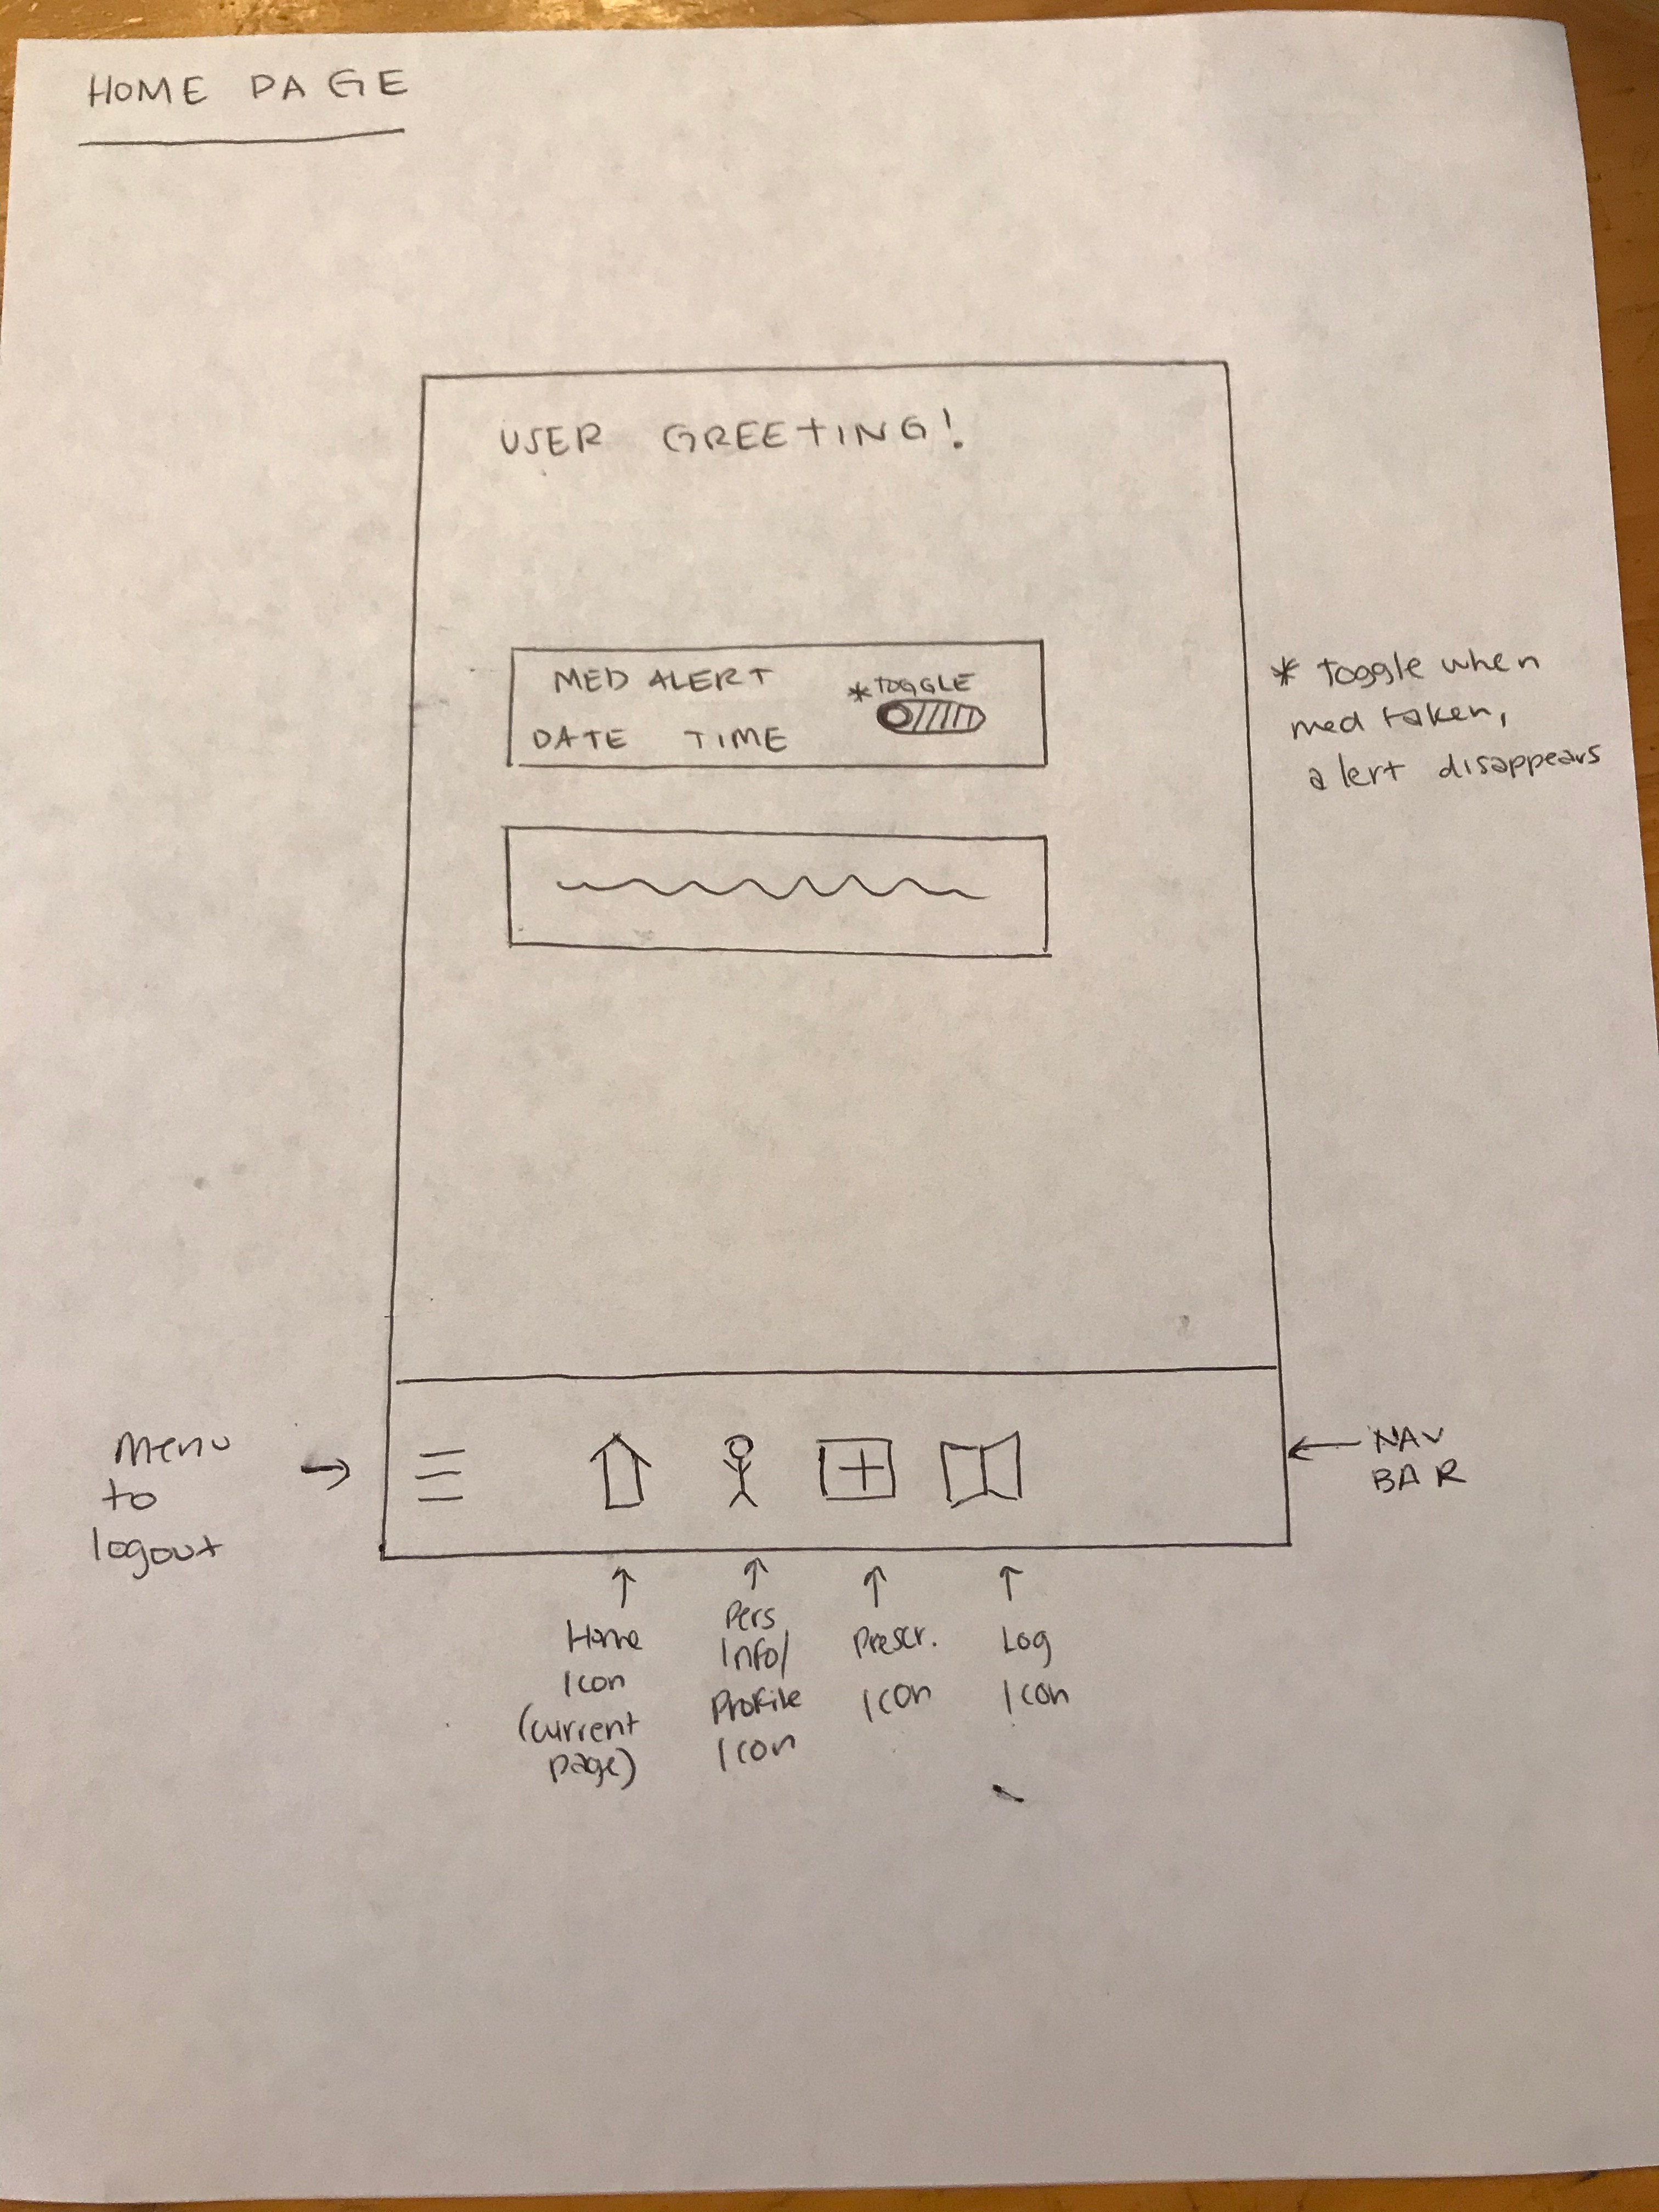 HOME PAGE
USER GREETING!
MED ALERT
*TOGGLE
DATE TIME
* toggle when
med taken,
alert disappears
Menu
to
logout
NAV
BAR
Home
Icon
(current
page)
Pers
Info/
Profile
Icon
Prescr.
Icon
Log
Icon